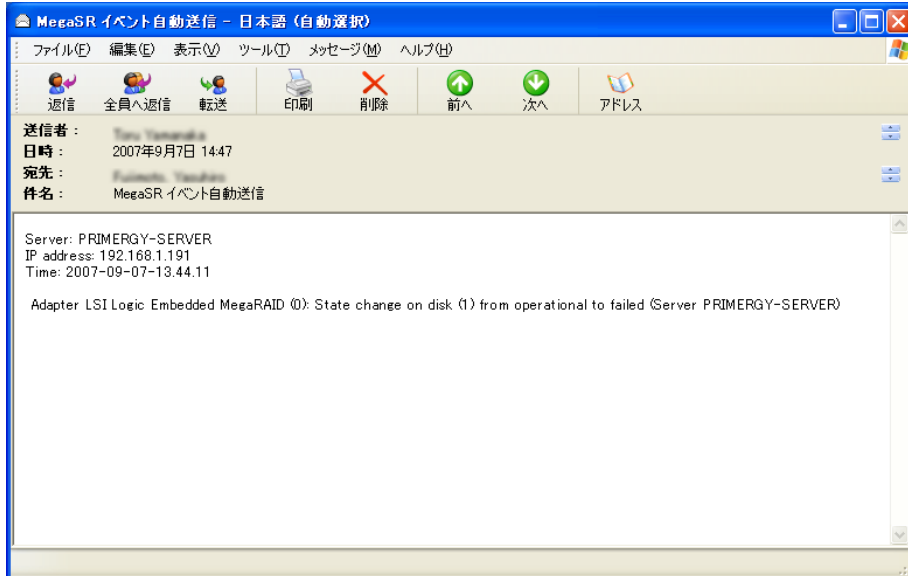 MegaSR イベント自動送信 - 日本語 (自動選択)
ファイル(F) 編集(E) 表示(V) ツール(T) メッセージ(M) ヘルプ(H)
返信 全員へ返信 転送 印刷 削除 前へ 次へ アドレス
送信者:
日時: 2007年9月7日 14:47
宛先:
件名: MegaSR イベント自動送信
Server: PRIMERGY-SERVER
IP address: 192.168.1.191
Time: 2007-09-07-13.44.11
Adapter LSI Logic Embedded MegaRAID (0): State change on disk (1) from operational to failed (Server PRIMERGY-SERVER)